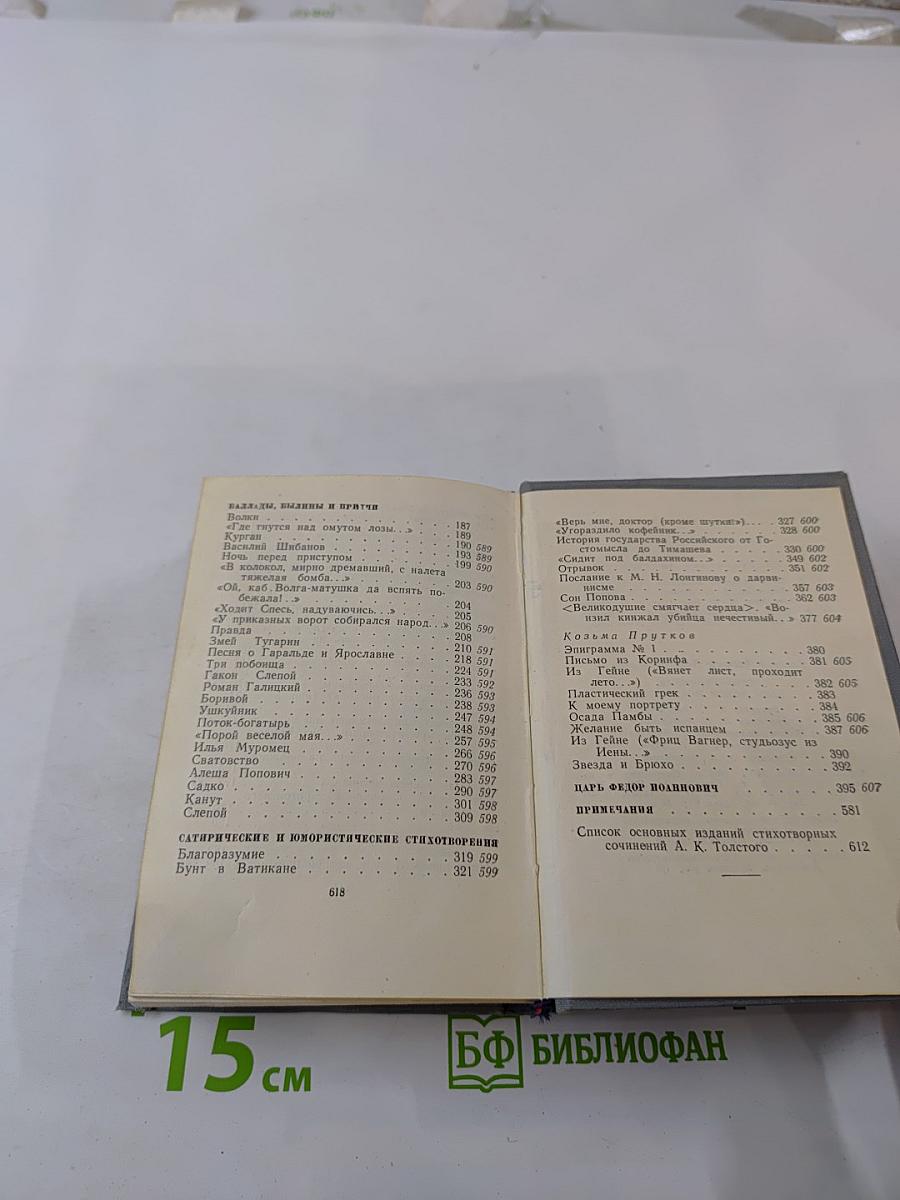 БАЛЛАДЫ, БЫЛИНЫ И ПРИТЧИ
Волки . . . . . . . . . . . . . 187
«Где гнутся над омутом лозы. . .» . . . 189
Курган . . . . . . . . . . . . 190 589
Василий Шибанов . . . . . . . . 193 589
Ночь перед приступом . . . . . . . 199 590
«В колокол, мирно дремавший, с налета
тяжелая бомба. . .» . . . . . . . 203 590
«Ой, каб Волга-матушка да вспять по-
бежала!. .» . . . . . . . . . . 204
«Ходит Спесь, надуваючись. . .» . . . . 205
«У приказных ворот собирался народ. . .» 206 590
Правда . . . . . . . . . . . . 208
Змей Тугарин . . . . . . . . . 210 591
Песня о Гаральде и Ярославне . . . . 218 591
Три побоища . . . . . . . . . . 224 591
Гакон Слепой . . . . . . . . . . 233 592
Роман Галицкий . . . . . . . . . 236 593
Боривой . . . . . . . . . . . . 238 593
Ушкуйник . . . . . . . . . . . 247 594
Поток-богатырь . . . . . . . . . 248 594
«Порой веселой мая. . .» . . . . . . 257 595
Илья Муромец . . . . . . . . . . 266 596
Сватовство . . . . . . . . . . . 270 596
Алеша Попович . . . . . . . . . 283 597
Садко . . . . . . . . . . . . . 290 597
Канут . . . . . . . . . . . . . 301 598
Слепой . . . . . . . . . . . . 309 598
САТИРИЧЕСКИЕ И ЮМОРИСТИЧЕСКИЕ СТИХОТВОРЕНИЯ
Благоразумие . . . . . . . . . . 319 599
Бунт в Ватикане . . . . . . . . . 321 599
618
«Верь мне, доктор (кроме шутки!»). . . . 327 600
«Угораздило кофейник. . .» . . . . . 328 600
История государства Российского от Го-
стомысла до Тимашева . . . . . . 330 600
«Сидит под балдахином. . .» . . . . . 349 602
Отрывок . . . . . . . . . . . . 351 602
Послание к М. Н. Лонгинову о дарви-
нисме . . . . . . . . . . . . 357 603
Сон Попова . . . . . . . . . . . 362 603
<Великодушие смягчает сердца>. «Во-
нзил кинжал убийца нечестивый. . .» 377 604
Козьма Прутков
Эпиграмма № 1 . . . . . . . . . . 380
Письмо из Коринфа . . . . . . . . 381 605
Из Гейне («Вянет лист, проходит
лето. . .») . . . . . . . . . . 382 605
Пластический грек . . . . . . . . 383
К моему портрету . . . . . . . . . 384
Осада Памбы . . . . . . . . . . 385 606
Желание быть испанцем . . . . . . 387 606
Из Гейне («Фриц Вагнер, студьозус из
Иены. . .» . . . . . . . . . . 390
Звезда и Брюхо . . . . . . . . . . 392
ЦАРЬ ФЕДОР ИОАННОВИЧ . . . . . . 395 607
ПРИМЕЧАНИЯ . . . . . . . . . . . 581
Список основных изданий стихотворных
сочинений А. К. Толстого . . . . . 612
15 см
БФ БИБЛИОФАН